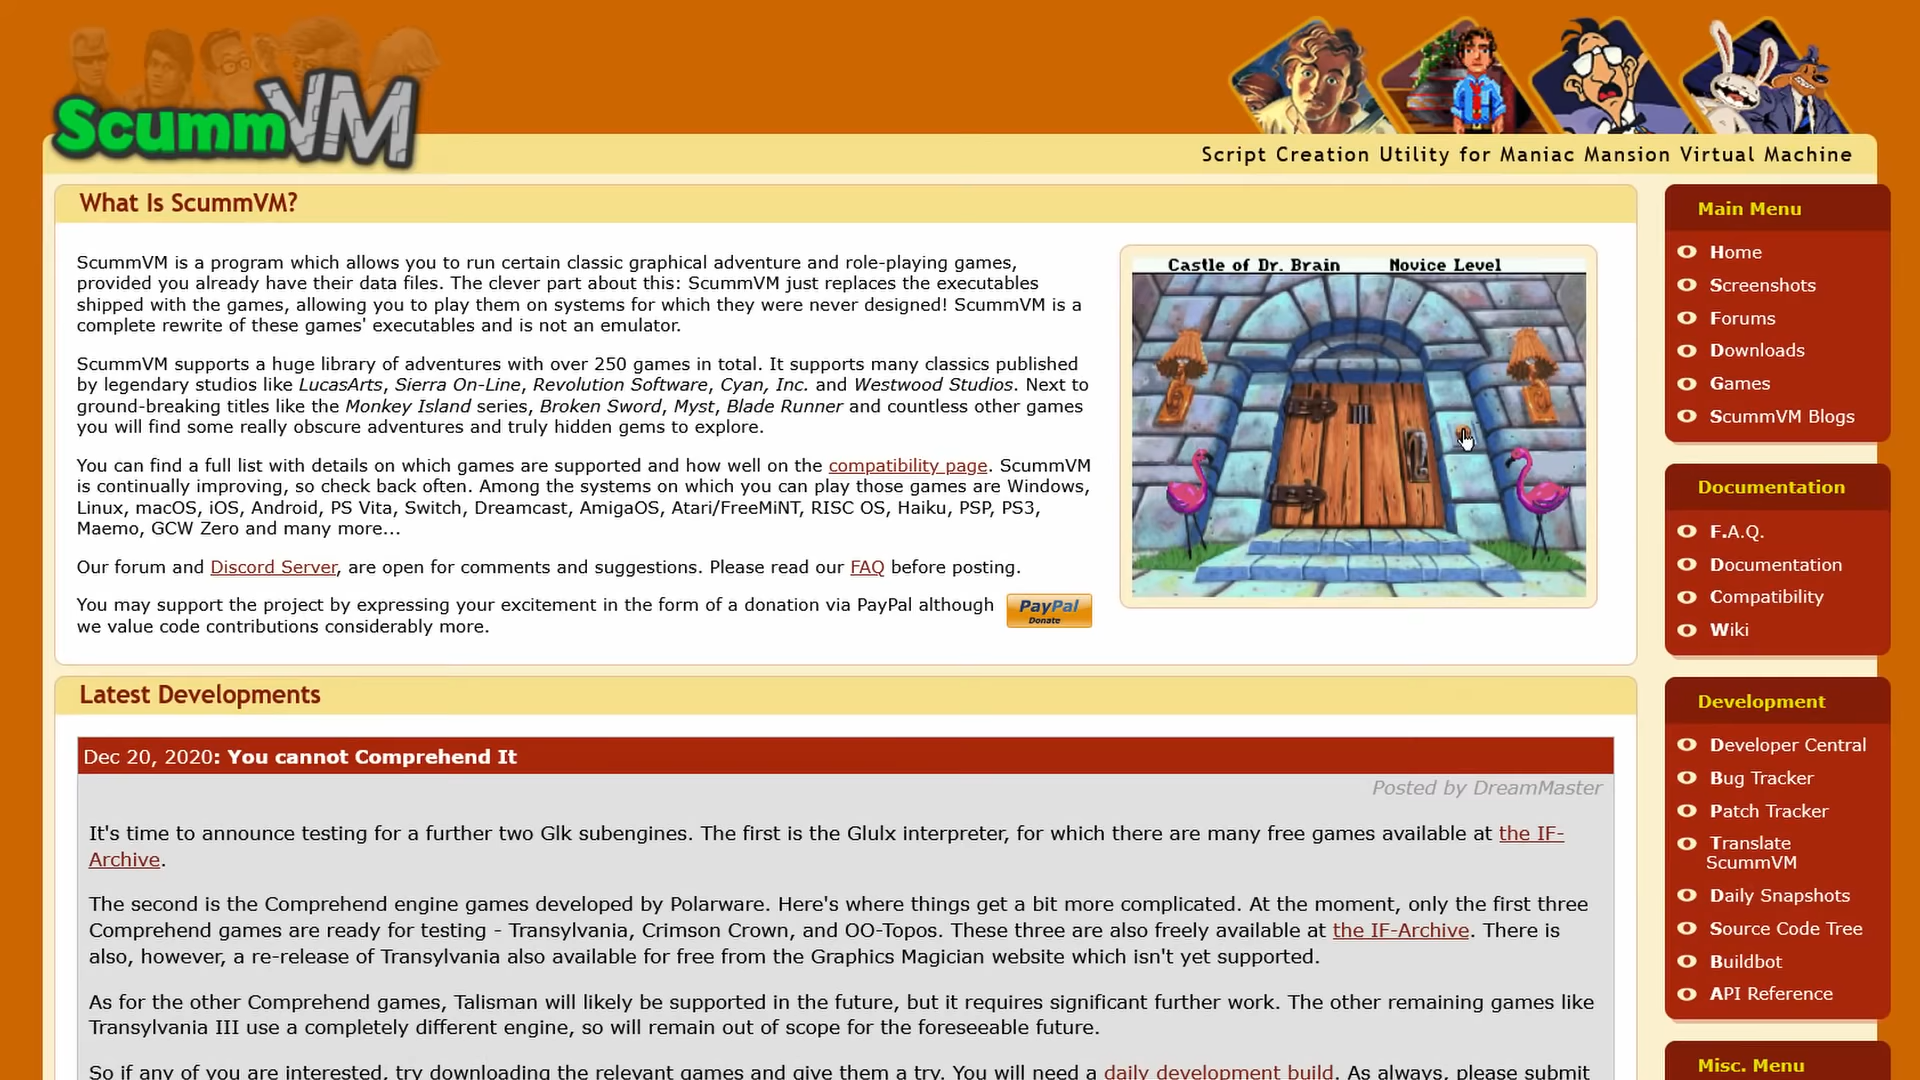 ScummVM
Script Creation Utility for Maniac Mansion Virtual Machine
What Is ScummVM?
ScummVM is a program which allows you to run certain classic graphical adventure and role-playing games,
provided you already have their data files. The clever part about this: ScummVM just replaces the executables
shipped with the games, allowing you to play them on systems for which they were never designed! ScummVM is a
complete rewrite of these games' executables and is not an emulator.
ScummVM supports a huge library of adventures with over 250 games in total. It supports many classics published
by legendary studios like LucasArts, Sierra On-Line, Revolution Software, Cyan, Inc. and Westwood Studios. Next to
ground-breaking titles like the Monkey Island series, Broken Sword, Myst, Blade Runner and countless other games
you will find some really obscure adventures and truly hidden gems to explore.
You can find a full list with details on which games are supported and how well on the compatibility page. ScummVM
is continually improving, so check back often. Among the systems on which you can play those games are Windows,
Linux, macOS, iOS, Android, PS Vita, Switch, Dreamcast, AmigaOS, Atari/FreeMiNT, RISC OS, Haiku, PSP, PS3,
Maemo, GCW Zero and many more...
Our forum and Discord Server, are open for comments and suggestions. Please read our FAQ before posting.
You may support the project by expressing your excitement in the form of a donation via PayPal although
we value code contributions considerably more.
PayPal
Donate
Castle of Dr. Brain Novice Level
Latest Developments
Dec 20, 2020: You cannot Comprehend It
Posted by DreamMaster
It's time to announce testing for a further two Glk subengines. The first is the Glulx interpreter, for which there are many free games available at the IF-
Archive.
The second is the Comprehend engine games developed by Polarware. Here's where things get a bit more complicated. At the moment, only the first three
Comprehend games are ready for testing - Transylvania, Crimson Crown, and OO-Topos. These three are also freely available at the IF-Archive. There is
also, however, a re-release of Transylvania also available for free from the Graphics Magician website which isn't yet supported.
As for the other Comprehend games, Talisman will likely be supported in the future, but it requires significant further work. The other remaining games like
Transylvania III use a completely different engine, so will remain out of scope for the foreseeable future.
So if any of you are interested, try downloading the relevant games and give them a try. You will need a daily development build. As always, please submit
Main Menu
Home
Screenshots
Forums
Downloads
Games
ScummVM Blogs
Documentation
F.A.Q.
Documentation
Compatibility
Wiki
Development
Developer Central
Bug Tracker
Patch Tracker
Translate
ScummVM
Daily Snapshots
Source Code Tree
Buildbot
API Reference
Misc. Menu